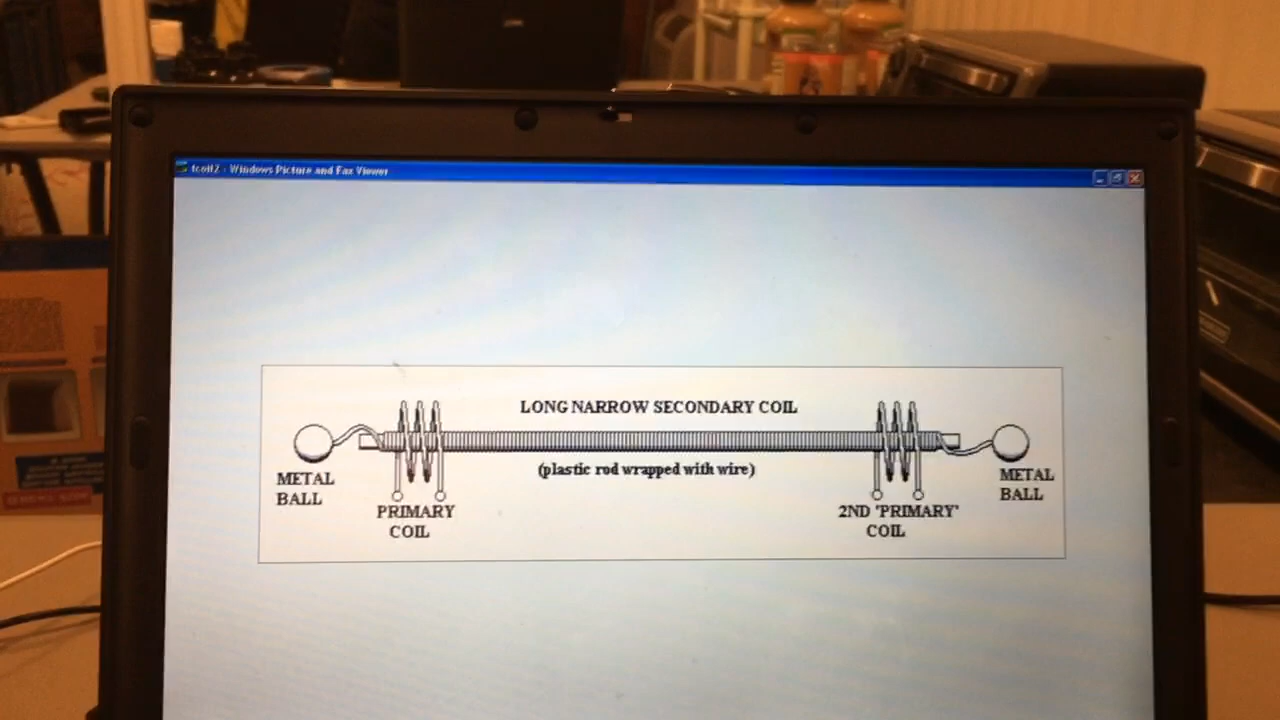 tcoil2 - Windows Picture and Fax Viewer
LONG NARROW SECONDARY COIL
(plastic rod wrapped with wire)
METAL
BALL
PRIMARY
COIL
2ND 'PRIMARY'
COIL
METAL
BALL